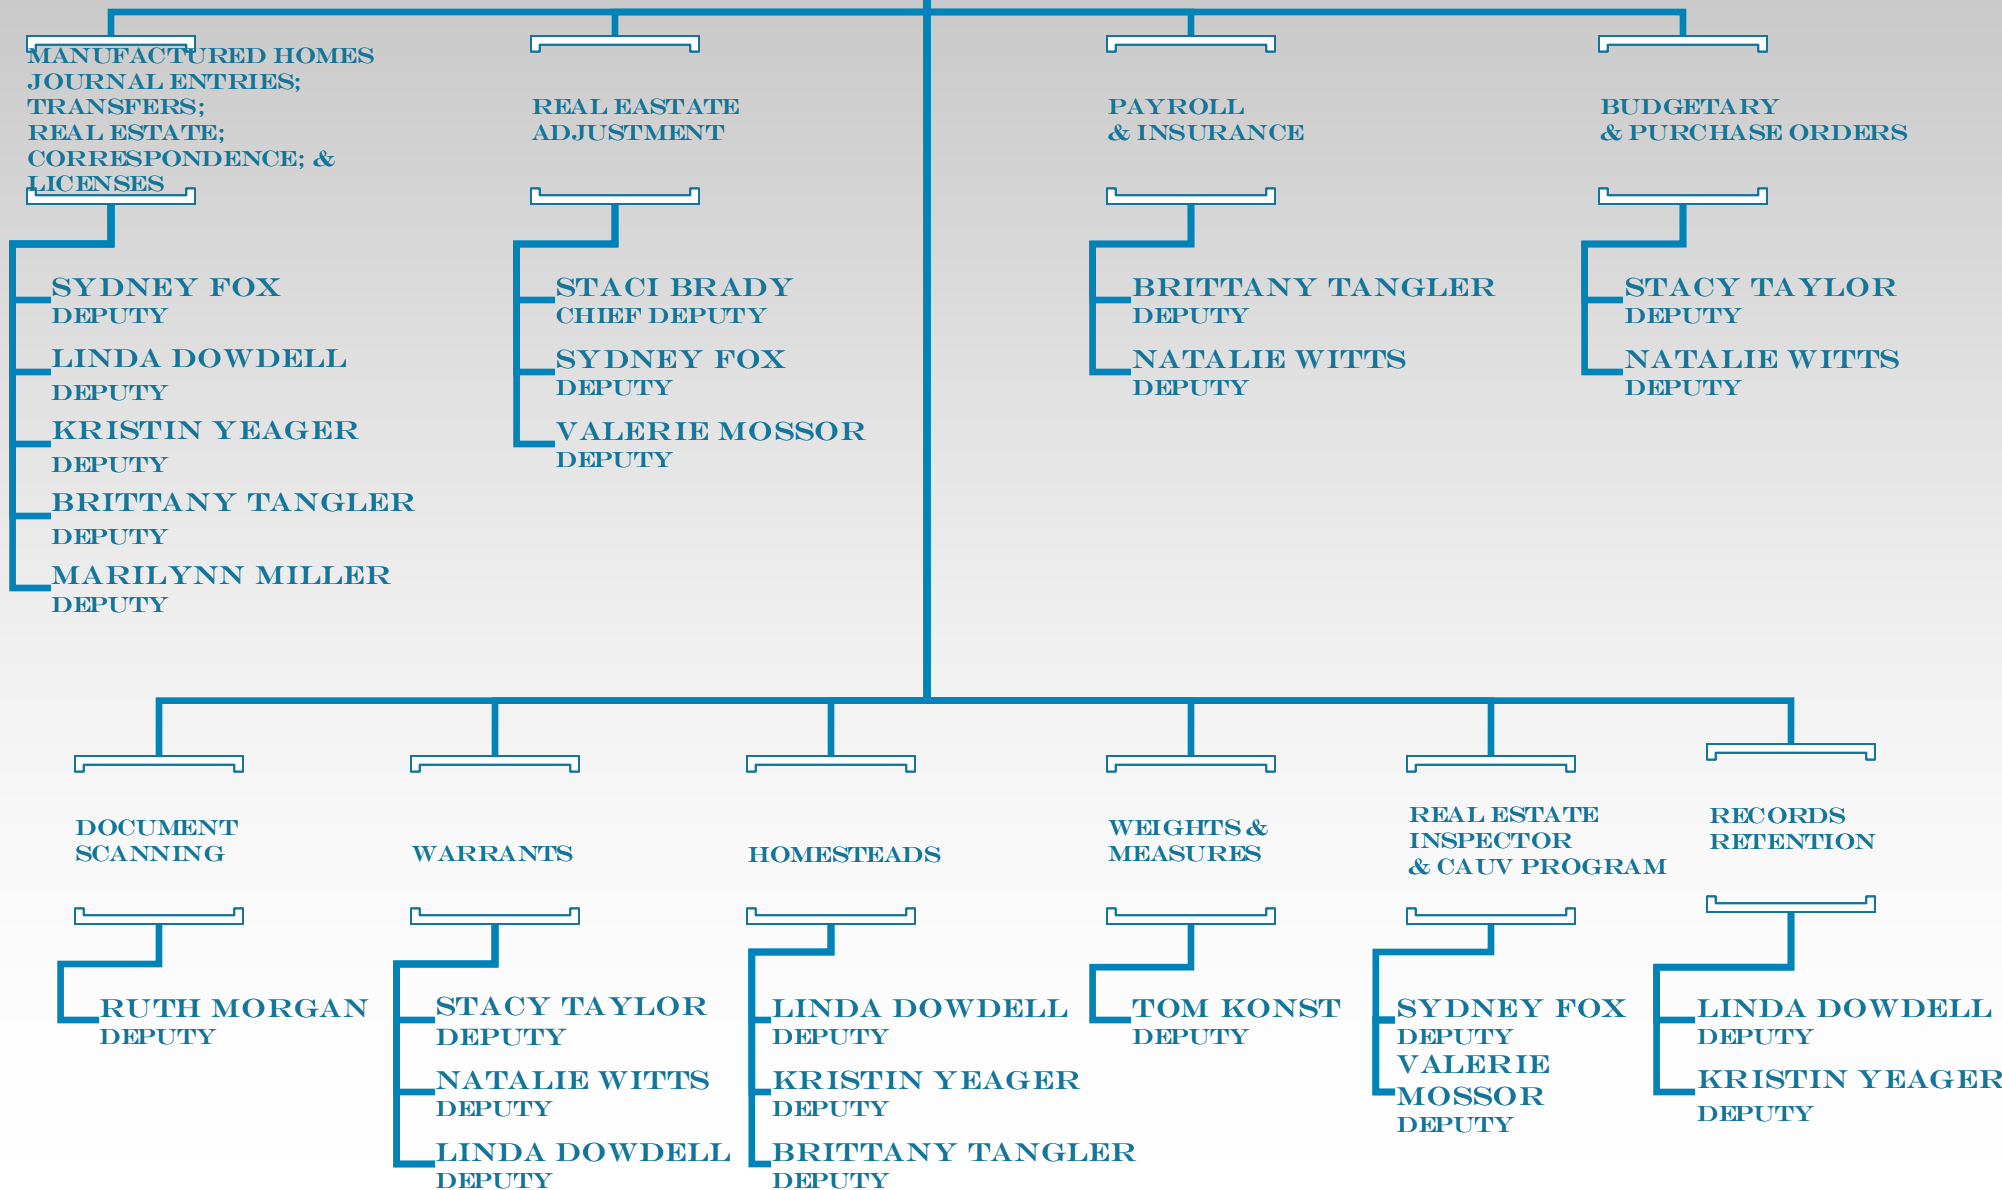 MANUFACTURED HOMES
JOURNAL ENTRIES;
TRANSFERS;
REAL ESTATE;
CORRESPONDENCE; &
LICENSES
SYDNEY FOX
DEPUTY
LINDA DOWDELL
DEPUTY
KRISTIN YEAGER
DEPUTY
BRITTANY TANGLER
DEPUTY
MARILYNN MILLER
DEPUTY
REAL EASTATE
ADJUSTMENT
STACI BRADY
CHIEF DEPUTY
SYDNEY FOX
DEPUTY
VALERIE MOSSOR
DEPUTY
PAYROLL
& INSURANCE
BRITTANY TANGLER
DEPUTY
NATALIE WITTS
DEPUTY
BUDGETARY
& PURCHASE ORDERS
STACY TAYLOR
DEPUTY
NATALIE WITTS
DEPUTY
DOCUMENT
SCANNING
RUTH MORGAN
DEPUTY
WARRANTS
STACY TAYLOR
DEPUTY
NATALIE WITTS
DEPUTY
LINDA DOWDELL
DEPUTY
HOMESTEADS
LINDA DOWDELL
DEPUTY
KRISTIN YEAGER
DEPUTY
BRITTANY TANGLER
DEPUTY
WEIGHTS &
MEASURES
TOM KONST
DEPUTY
REAL ESTATE
INSPECTOR
& CAUV PROGRAM
SYDNEY FOX
DEPUTY
VALERIE
MOSSOR
DEPUTY
RECORDS
RETENTION
LINDA DOWDELL
DEPUTY
KRISTIN YEAGER
DEPUTY